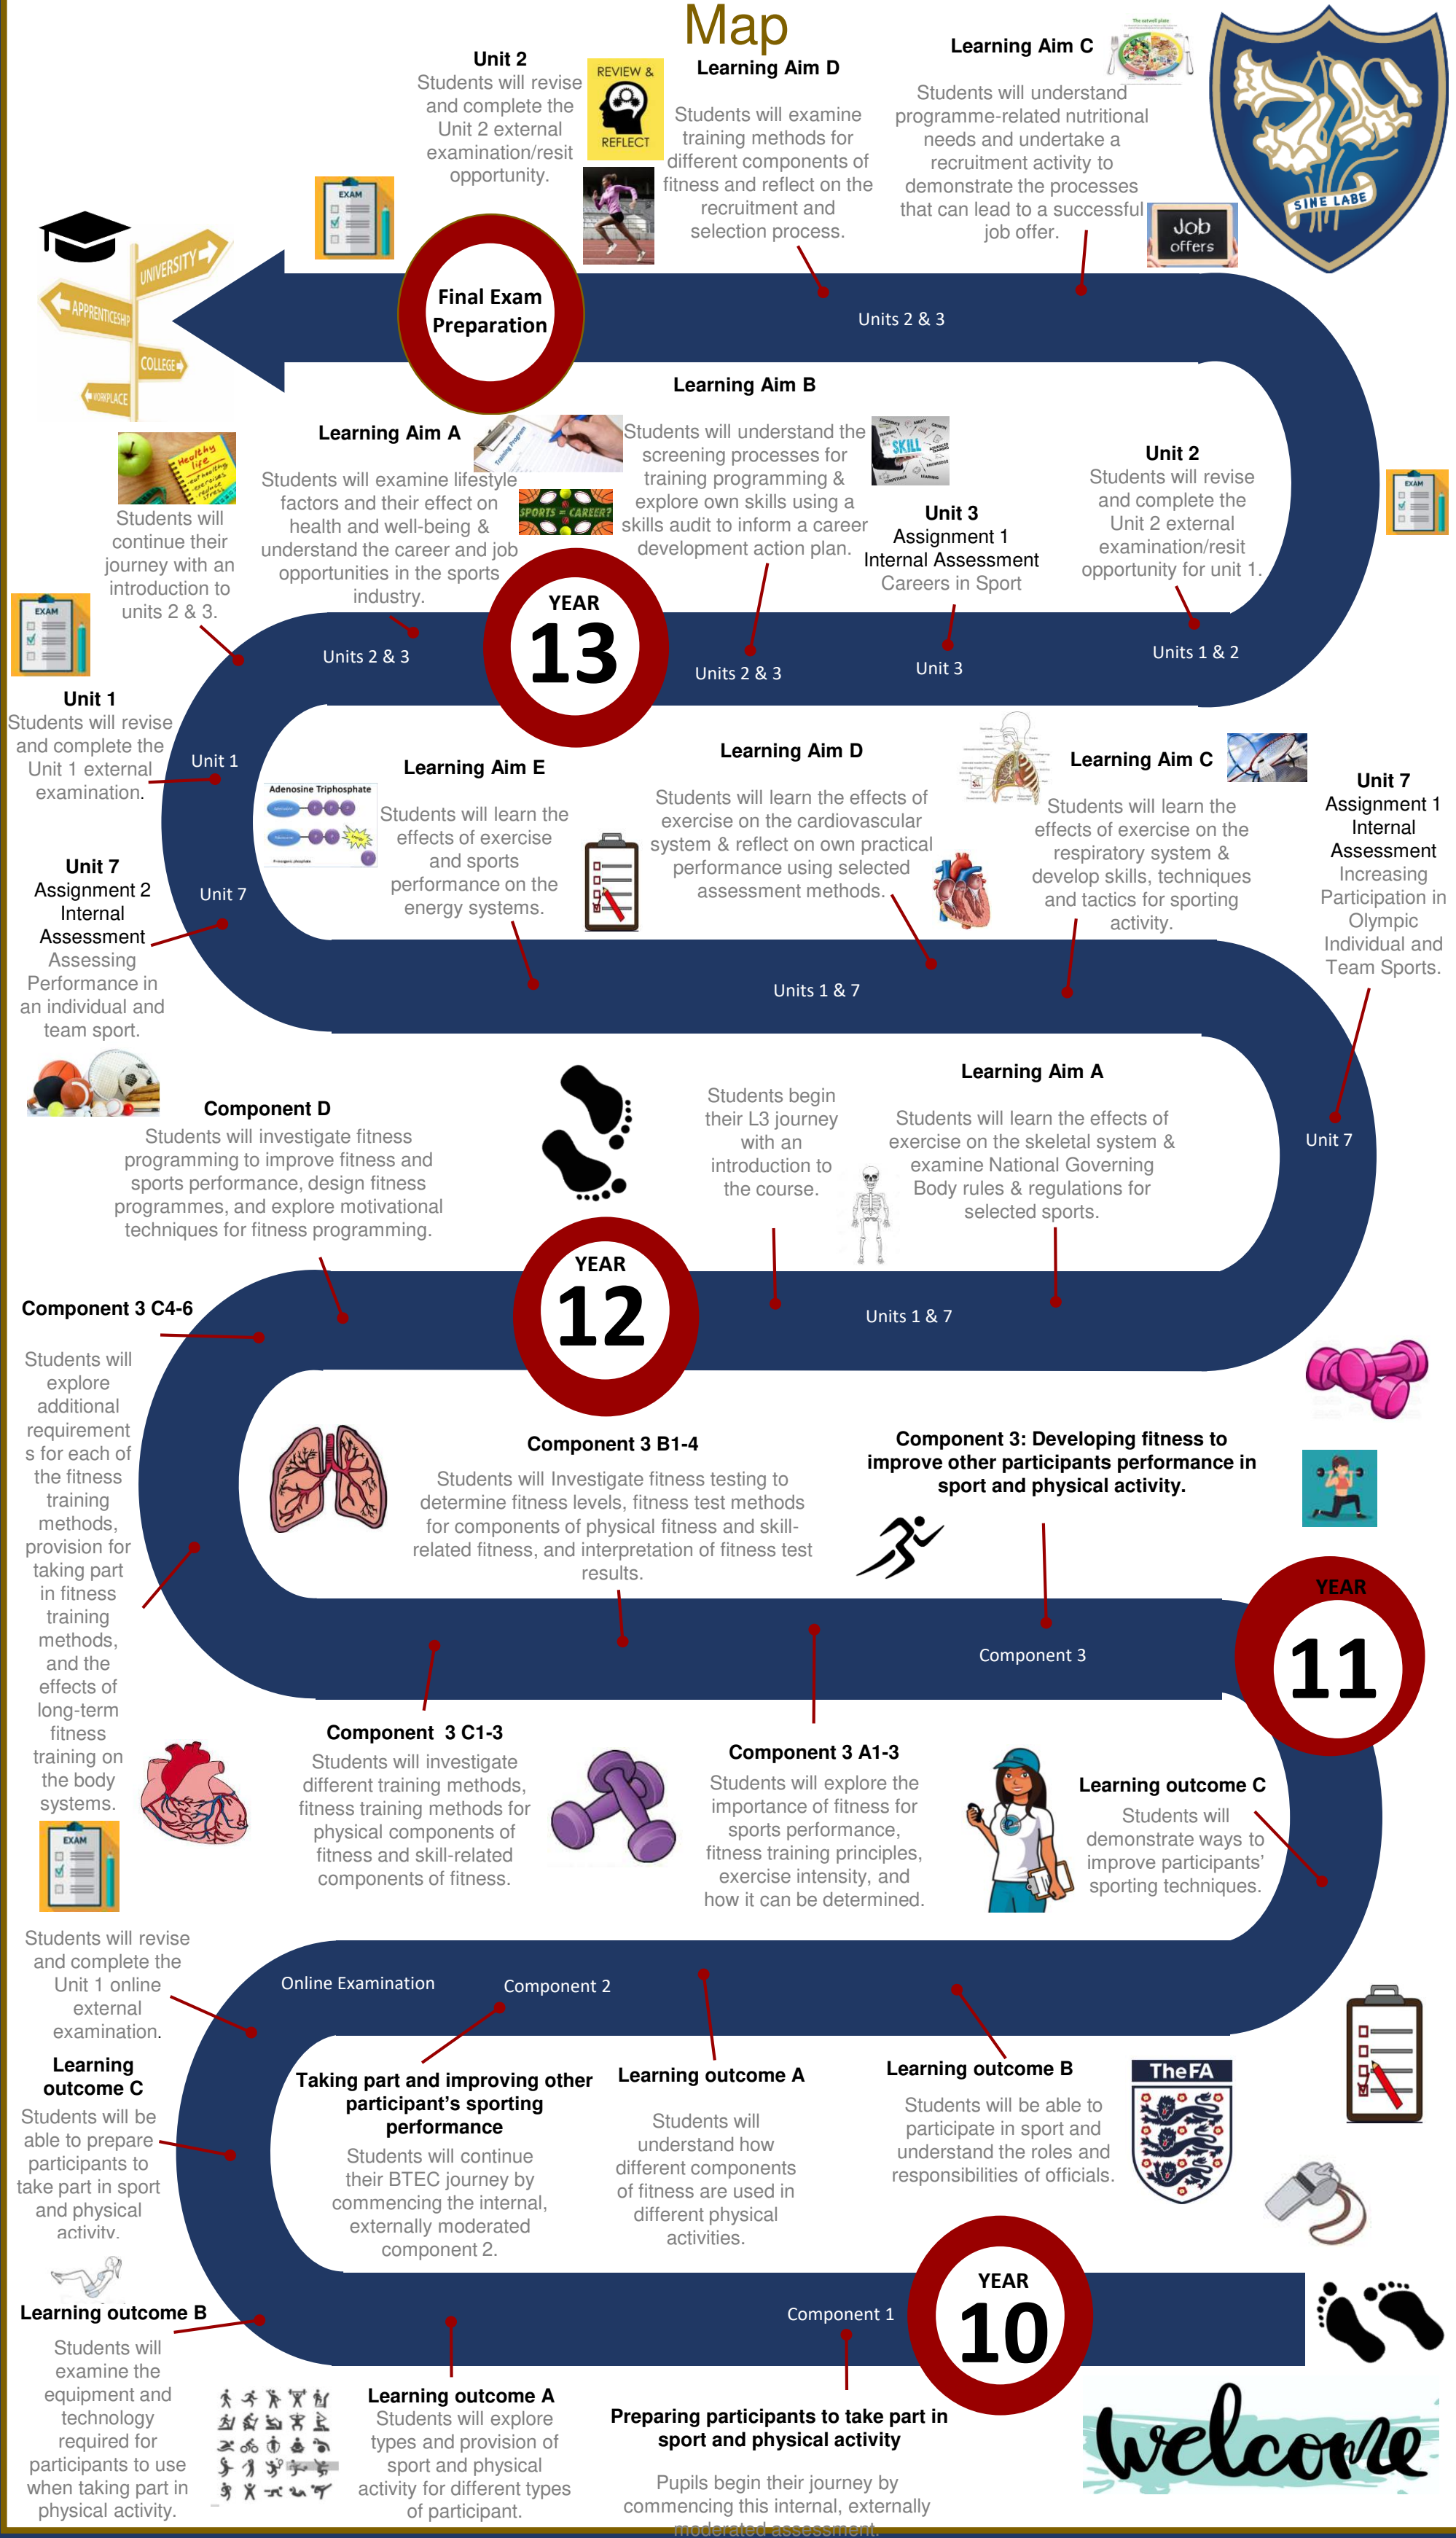 Map
Unit 2
Students will revise
and complete the
Unit 2 external
examination/resit
opportunity.
REVIEW &
REFLECT
Learning Aim D
Students will examine
training methods for
different components of
fitness and reflect on the
recruitment and
selection process.
Learning Aim C
Students will understand
programme-related nutritional
needs and undertake a
recruitment activity to
demonstrate the processes
that can lead to a successful
job offer.
The eatwell plate
Job
offers
SINE LABE
EXAM
UNIVERSITY
APPRENTICESHIP
COLLEGE
WORKPLACE
Final Exam
Preparation
Units 2 & 3
Healthy
life
Students will
continue their
journey with an
introduction to
units 2 & 3.
Learning Aim A
Students will examine lifestyle
factors and their effect on
health and well-being &
understand the career and job
opportunities in the sports
industry.
Training Program
SPORTS = CAREER?
Learning Aim B
Students will understand the
screening processes for
training programming &
explore own skills using a
skills audit to inform a career
development action plan.
SKILL
Unit 3
Assignment 1
Internal Assessment
Careers in Sport
Unit 2
Students will revise
and complete the
Unit 2 external
examination/resit
opportunity for unit 1.
EXAM
EXAM
Units 2 & 3
YEAR
13
Units 2 & 3
Unit 3
Units 1 & 2
Unit 1
Students will revise
and complete the
Unit 1 external
examination.
Unit 1
Unit 7
Assignment 2
Internal
Assessment
Assessing
Performance in
an individual and
team sport.
Unit 7
Adenosine Triphosphate
Learning Aim E
Students will learn the
effects of exercise
and sports
performance on the
energy systems.
Learning Aim D
Students will learn the effects of
exercise on the cardiovascular
system & reflect on own practical
performance using selected
assessment methods.
Learning Aim C
Students will learn the
effects of exercise on the
respiratory system &
develop skills, techniques
and tactics for sporting
activity.
Unit 7
Assignment 1
Internal
Assessment
Increasing
Participation in
Olympic
Individual and
Team Sports.
Units 1 & 7
Unit 7
Component D
Students will investigate fitness
programming to improve fitness and
sports performance, design fitness
programmes, and explore motivational
techniques for fitness programming.
Students begin
their L3 journey
with an
introduction to
the course.
Learning Aim A
Students will learn the effects of
exercise on the skeletal system &
examine National Governing
Body rules & regulations for
selected sports.
YEAR
12
Units 1 & 7
Component 3 C4-6
Students will
explore
additional
requirement
s for each of
the fitness
training
methods,
provision for
taking part
in fitness
training
methods,
and the
effects of
long-term
fitness
training on
the body
systems.
Component 3 B1-4
Students will Investigate fitness testing to
determine fitness levels, fitness test methods
for components of physical fitness and skill-
related fitness, and interpretation of fitness test
results.
Component 3: Developing fitness to
improve other participants performance in
sport and physical activity.
YEAR
11
Component 3
Component  3 C1-3
Students will investigate
different training methods,
fitness training methods for
physical components of
fitness and skill-related
components of fitness.
Component 3 A1-3
Students will explore the
importance of fitness for
sports performance,
fitness training principles,
exercise intensity, and
how it can be determined.
Learning outcome C
Students will
demonstrate ways to
improve participants’
sporting techniques.
EXAM
Students will revise
and complete the
Unit 1 online
external
examination.
Online Examination
Component 2
Learning
outcome C
Students will be
able to prepare
participants to
take part in sport
and physical
activity.
Taking part and improving other
participant’s sporting
performance
Students will continue
their BTEC journey by
commencing the internal,
externally moderated
component 2.
Learning outcome A
Students will
understand how
different components
of fitness are used in
different physical
activities.
Learning outcome B
Students will be able to
participate in sport and
understand the roles and
responsibilities of officials.
TheFA
Component 1
YEAR
10
Learning outcome B
Students will
examine the
equipment and
technology
required for
participants to use
when taking part in
physical activity.
Learning outcome A
Students will explore
types and provision of
sport and physical
activity for different types
of participant.
Preparing participants to take part in
sport and physical activity
Pupils begin their journey by
commencing this internal, externally
moderated assessment.
welcome